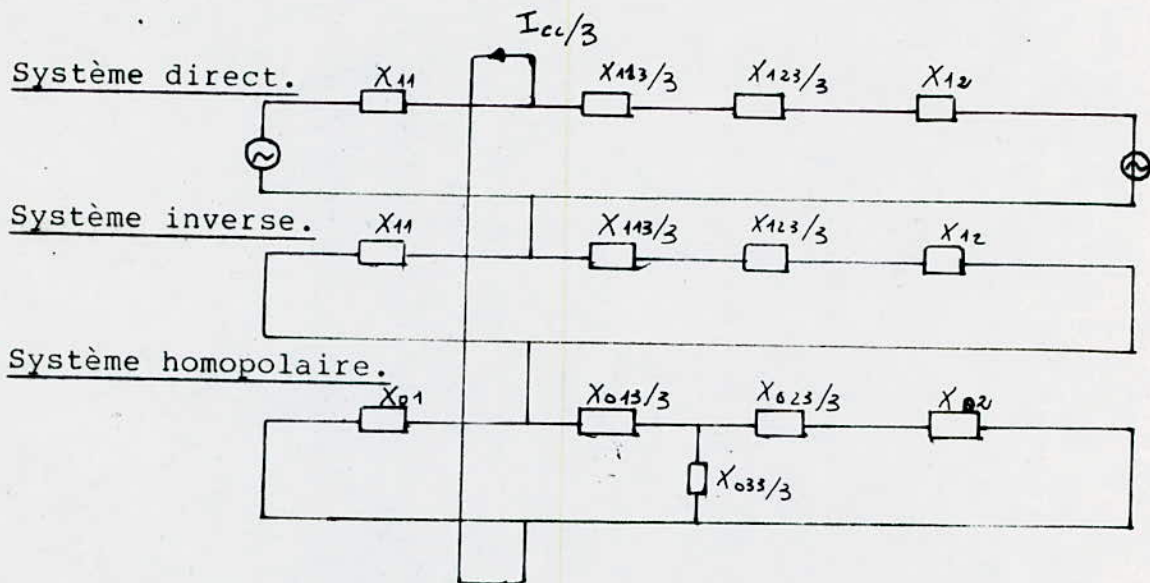 Icc/3
Système direct.
X11 X113/3 X123/3 X12
Système inverse.
X11 X113/3 X123/3 X12
Système homopolaire.
X01 X013/3 X023/3 X02
X033/3